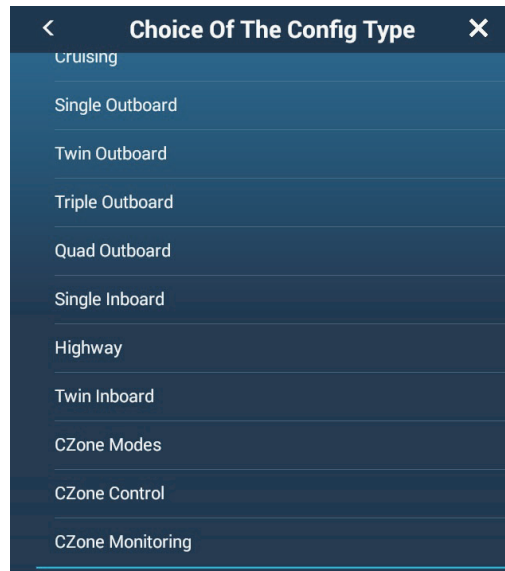 Choice Of The Config Type
Cruising
Single Outboard
Twin Outboard
Triple Outboard
Quad Outboard
Single Inboard
Highway
Twin Inboard
CZone Modes
CZone Control
CZone Monitoring